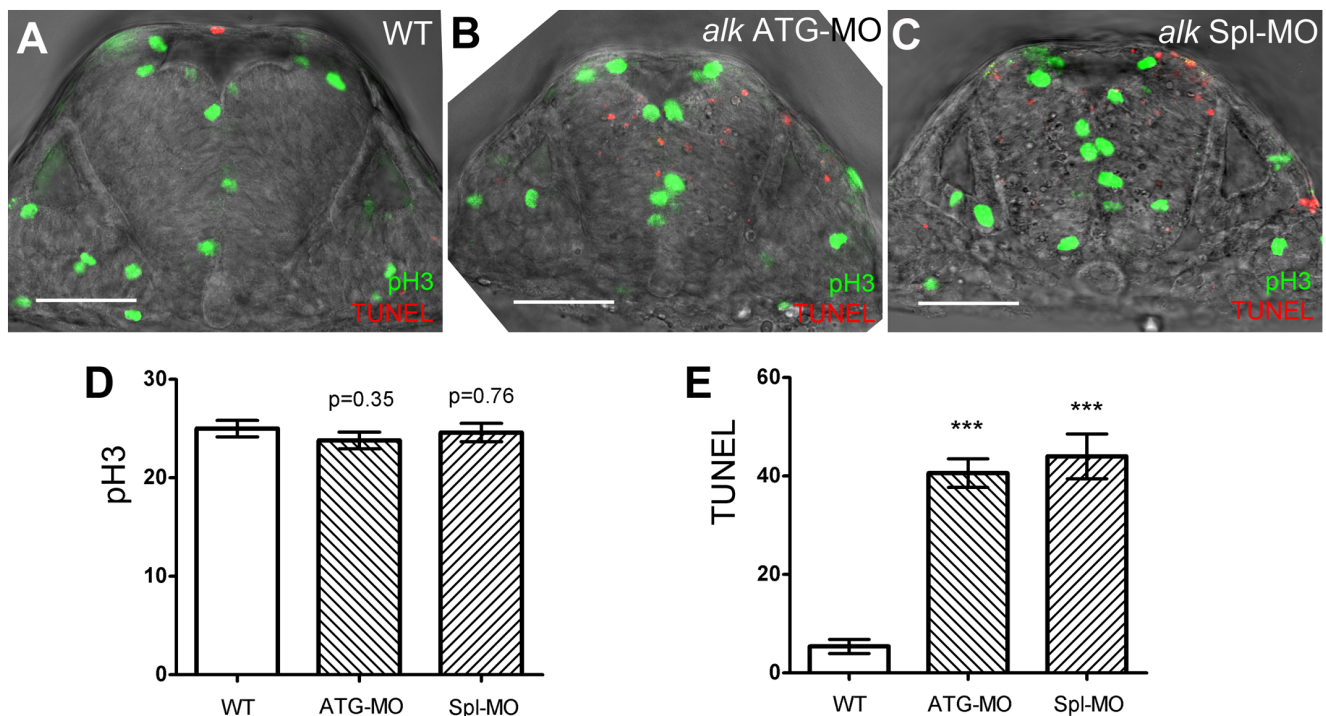 A WT
B alk ATG-MO
C alk Spl-MO
pH3
TUNEL
pH3
TUNEL
pH3
TUNEL
D
30
20
10
0
pH3
p=0.35
p=0.76
WT ATG-MO Spl-MO
E
60
40
20
0
TUNEL
***
***
WT ATG-MO Spl-MO